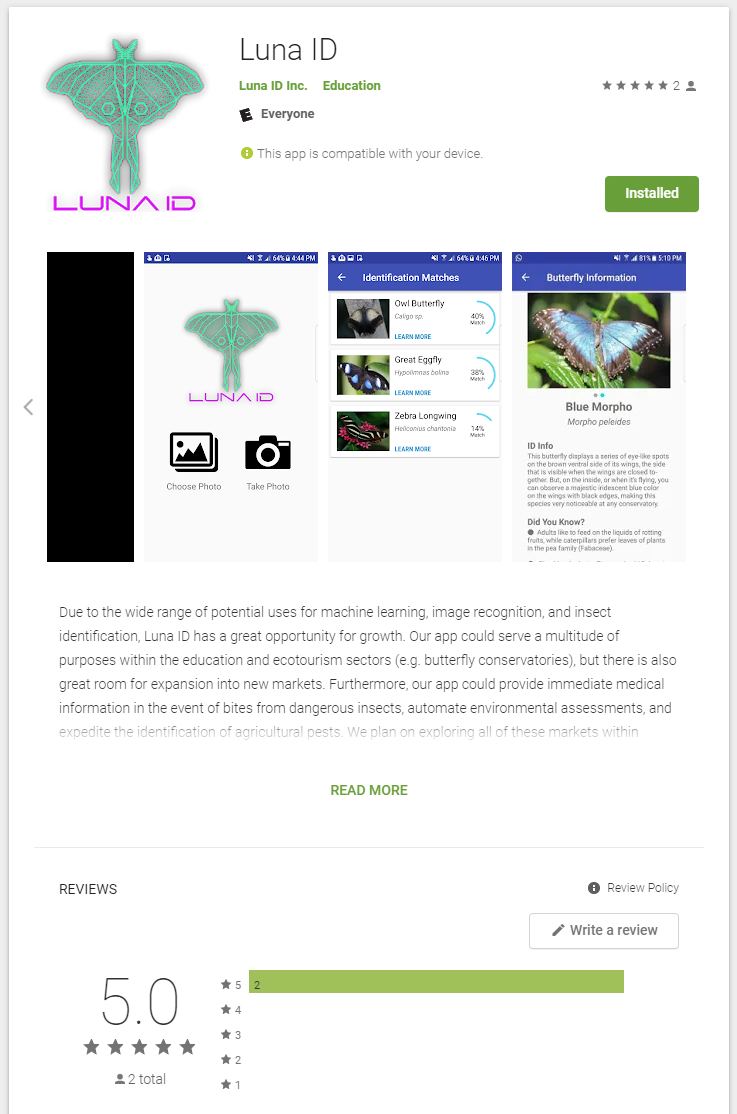 Luna ID
Luna ID Inc. Education
2
E Everyone
This app is compatible with your device.
LUNA ID
Installed
64% 4:44 PM
LUNA ID
Choose Photo Take Photo
64% 4:46 PM
Identification Matches
Owl Butterfly
Caligo sp.
40%
Match
LEARN MORE
Great Eggfly
Hypolimnas bolina
38%
Match
LEARN MORE
Zebra Longwing
Heliconius charitonia
14%
Match
LEARN MORE
81% 5:10 PM
Butterfly Information
Blue Morpho
Morpho peleides
ID Info
This butterfly displays a series of eye-like spots
on the brown ventral side of its wings, the side
that is visible when the wings are closed to-
gether. But, on the inside, or when it's flying, you
can observe a majestic iridescent blue color
on the wings with black edges, making this
species very noticeable at any conservatory.
Did You Know?
Adults like to feed on the liquids of rotting
fruits, while caterpillars prefer leaves of plants
in the pea family (Fabaceae).
Due to the wide range of potential uses for machine learning, image recognition, and insect
identification, Luna ID has a great opportunity for growth. Our app could serve a multitude of
purposes within the education and ecotourism sectors (e.g. butterfly conservatories), but there is also
great room for expansion into new markets. Furthermore, our app could provide immediate medical
information in the event of bites from dangerous insects, automate environmental assessments, and
expedite the identification of agricultural pests. We plan on exploring all of these markets within
READ MORE
REVIEWS
Review Policy
Write a review
5.0
2 total
5 2
4
3
2
1